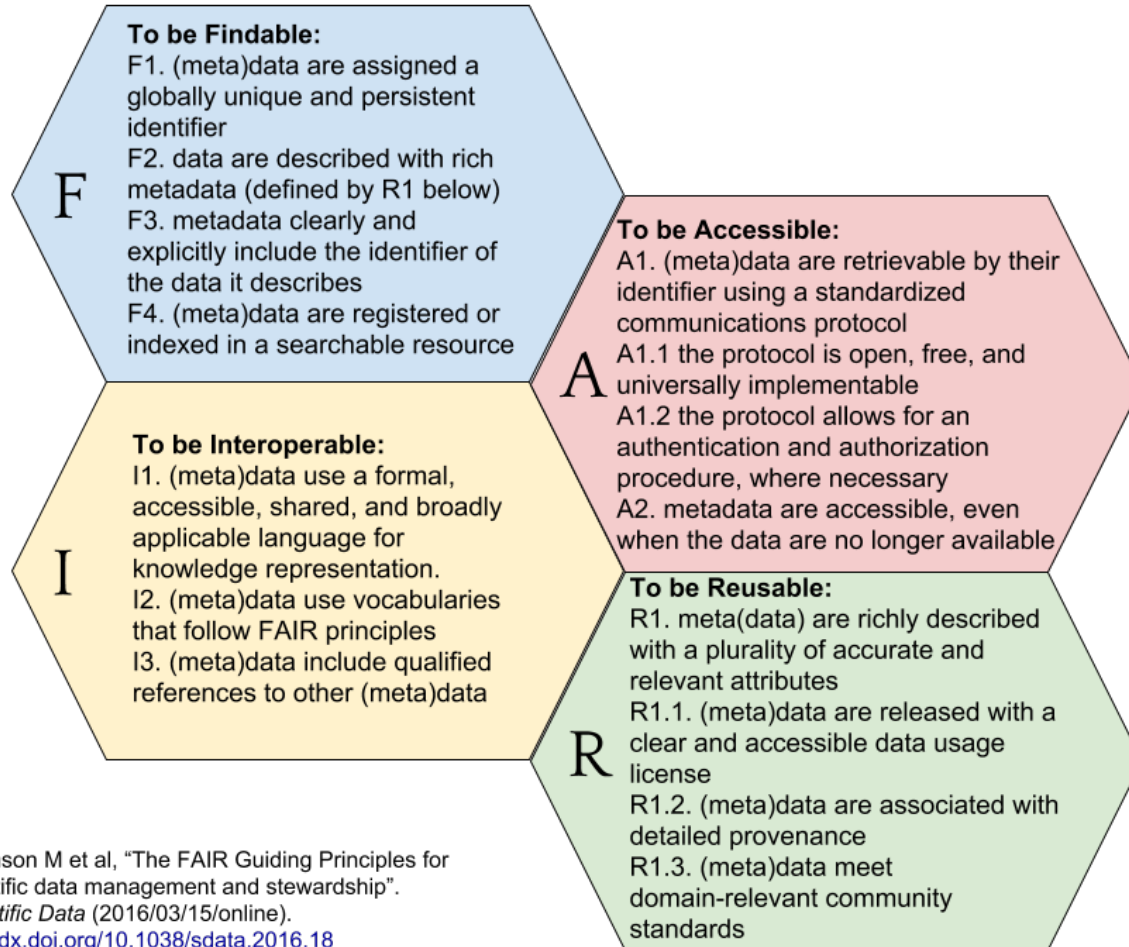 To be Findable:
F1. (meta)data are assigned a
globally unique and persistent
identifier
F2. data are described with rich
metadata (defined by R1 below)
F3. metadata clearly and
explicitly include the identifier of
the data it describes
F4. (meta)data are registered or
indexed in a searchable resource
F
To be Accessible:
A1. (meta)data are retrievable by their
identifier using a standardized
communications protocol
A1.1 the protocol is open, free, and
universally implementable
A1.2 the protocol allows for an
authentication and authorization
procedure, where necessary
A2. metadata are accessible, even
when the data are no longer available
A
To be Interoperable:
I1. (meta)data use a formal,
accessible, shared, and broadly
applicable language for
knowledge representation.
I2. (meta)data use vocabularies
that follow FAIR principles
I3. (meta)data include qualified
references to other (meta)data
I
To be Reusable:
R1. meta(data) are richly described
with a plurality of accurate and
relevant attributes
R1.1. (meta)data are released with a
clear and accessible data usage
license
R1.2. (meta)data are associated with
detailed provenance
R1.3. (meta)data meet
domain-relevant community
standards
R
son M et al, “The FAIR Guiding Principles for
tific data management and stewardship”.
tific Data (2016/03/15/online).
dx.doi.org/10.1038/sdata.2016.18